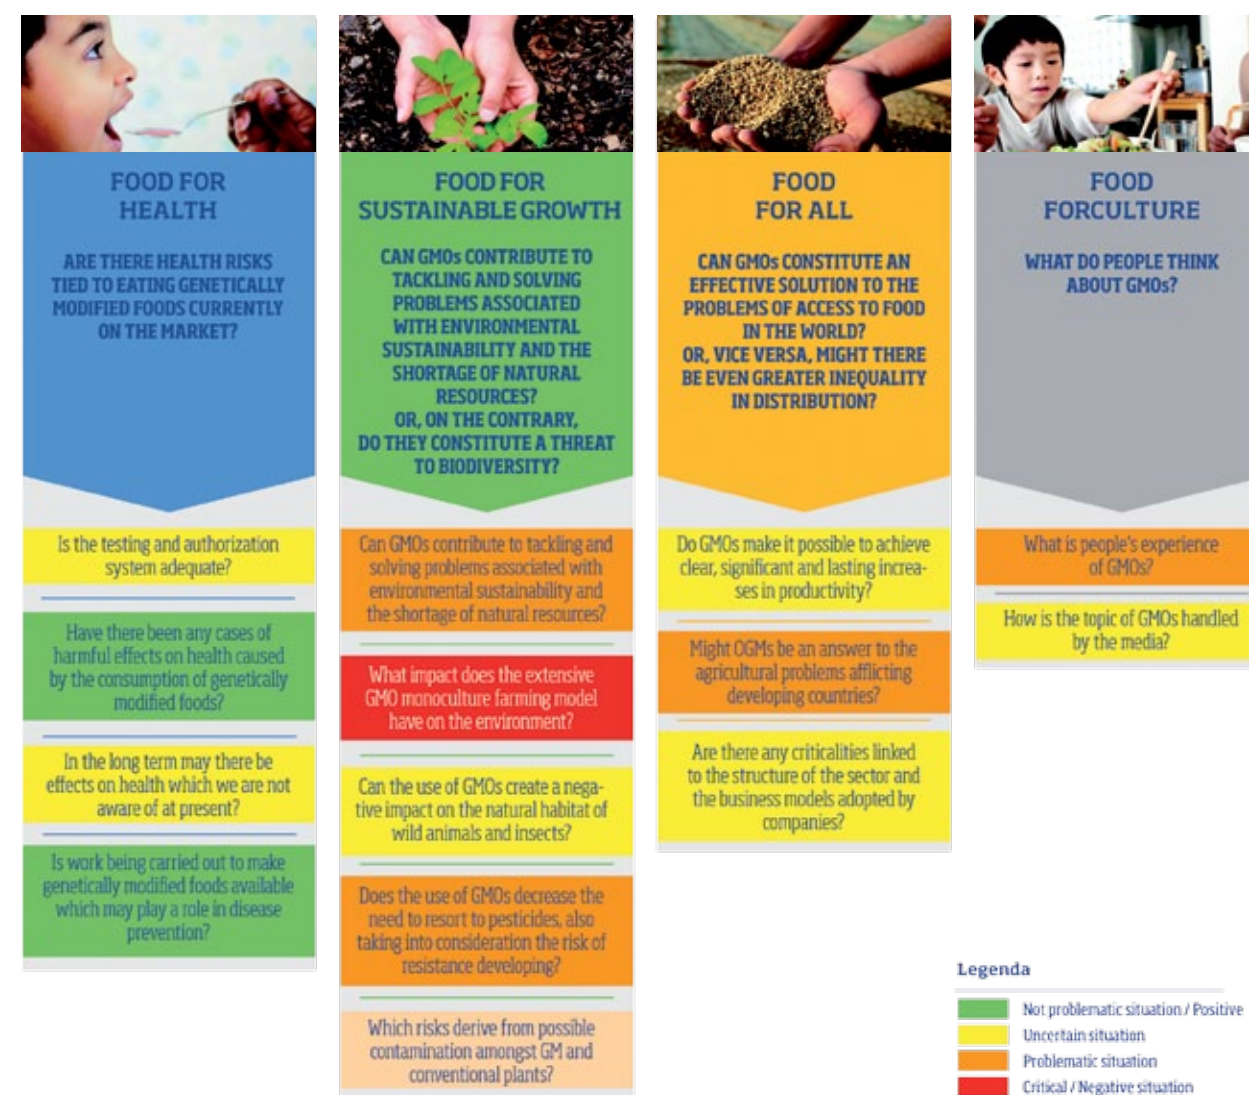 FOOD FOR
HEALTH
ARE THERE HEALTH RISKS
TIED TO EATING GENETICALLY
MODIFIED FOODS CURRENTLY
ON THE MARKET?
Is the testing and authorization
system adequate?
Have there been any cases of
harmful effects on health caused
by the consumption of genetically
modified foods?
In the long term may there be
effects on health which we are not
aware of at present?
Is work being carried out to make
genetically modified foods available
which may play a role in disease
prevention?
FOOD FOR
SUSTAINABLE GROWTH
CAN GMOs CONTRIBUTE TO
TACKLING AND SOLVING
PROBLEMS ASSOCIATED
WITH ENVIRONMENTAL
SUSTAINABILITY AND THE
SHORTAGE OF NATURAL
RESOURCES?
OR, ON THE CONTRARY,
DO THEY CONSTITUTE A THREAT
TO BIODIVERSITY?
Can GMOs contribute to tackling and
solving problems associated with
environmental sustainability and
the shortage of natural resources?
What impact does the extensive
GMO monoculture farming model
have on the environment?
Can the use of GMOs create a nega-
tive impact on the natural habitat of
wild animals and insects?
Does the use of GMOs decrease the
need to resort to pesticides, also
taking into consideration the risk of
resistance developing?
Which risks derive from possible
contamination amongst GM and
conventional plants?
FOOD
FOR ALL
CAN GMOs CONSTITUTE AN
EFFECTIVE SOLUTION TO THE
PROBLEMS OF ACCESS TO FOOD
IN THE WORLD?
OR, VICE VERSA, MIGHT THERE
BE EVEN GREATER INEQUALITY
IN DISTRIBUTION?
Do GMOs make it possible to achieve
clear, significant and lasting increa-
ses in productivity?
Might OGMs be an answer to the
agricultural problems afflicting
developing countries?
Are there any criticalities linked
to the structure of the sector and
the business models adopted by
companies?
FOOD
FORCULTURE
WHAT DO PEOPLE THINK
ABOUT GMOs?
What is people's experience
of GMOs?
How is the topic of GMOs handled
by the media?
Legenda
Not problematic situation / Positive
Uncertain situation
Problematic situation
Critical / Negative situation